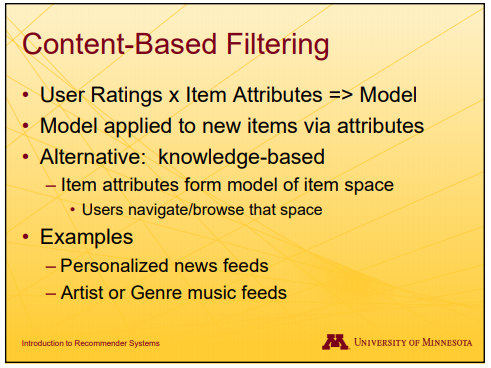 Content-Based Filtering
• User Ratings x Item Attributes => Model
• Model applied to new items via attributes
• Alternative: knowledge-based
– Item attributes form model of item space
• Users navigate/browse that space
• Examples
– Personalized news feeds
– Artist or Genre music feeds
Introduction to Recommender Systems
M University of Minnesota